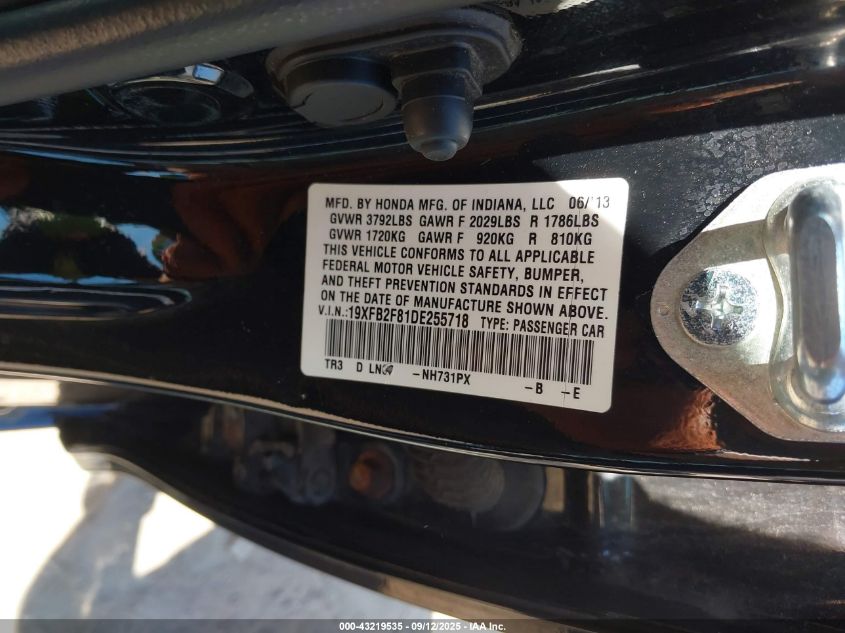 MFD. BY HONDA MFG. OF INDIANA, LLC 06/13
GVWR 3792LBS GAWR F 2029LBS R 1786LBS
GVWR 1720KG GAWR F 920KG R 810KG
THIS VEHICLE CONFORMS TO ALL APPLICABLE
FEDERAL MOTOR VEHICLE SAFETY, BUMPER,
AND THEFT PREVENTION STANDARDS IN EFFECT
ON THE DATE OF MANUFACTURE SHOWN ABOVE.
V.I.N.:19XFB2F81DE255718 TYPE: PASSENGER CAR
TR3 D -NH731PX -B -E
000-43219535 - 09/12/2025 - IAA Inc.